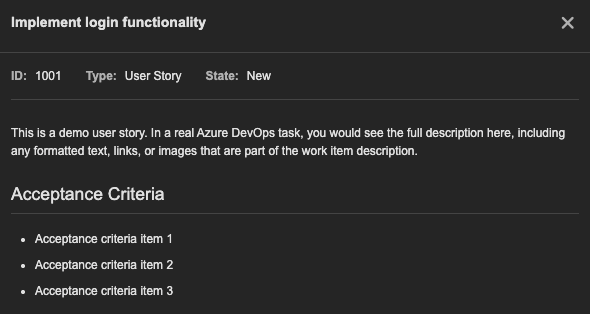 Implement login functionality
ID: 1001 Type: User Story State: New
This is a demo user story. In a real Azure DevOps task, you would see the full description here, including
any formatted text, links, or images that are part of the work item description.
Acceptance Criteria
• Acceptance criteria item 1
• Acceptance criteria item 2
• Acceptance criteria item 3